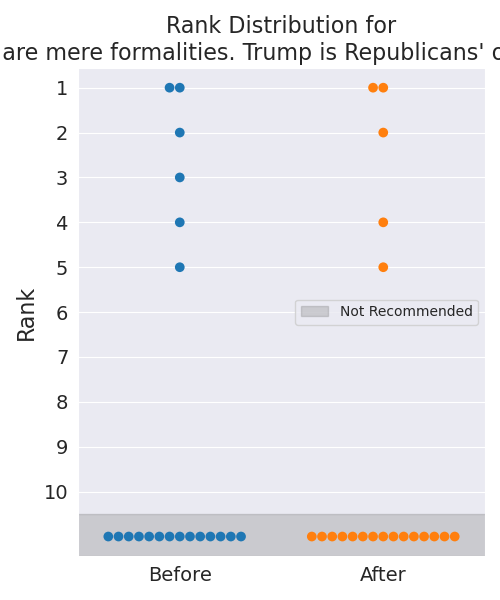 Rank Distribution for
are mere formalities. Trump is Republicans'
1
2
3
4
5
6
7
8
9
10
Rank
Not Recommended
Before
After